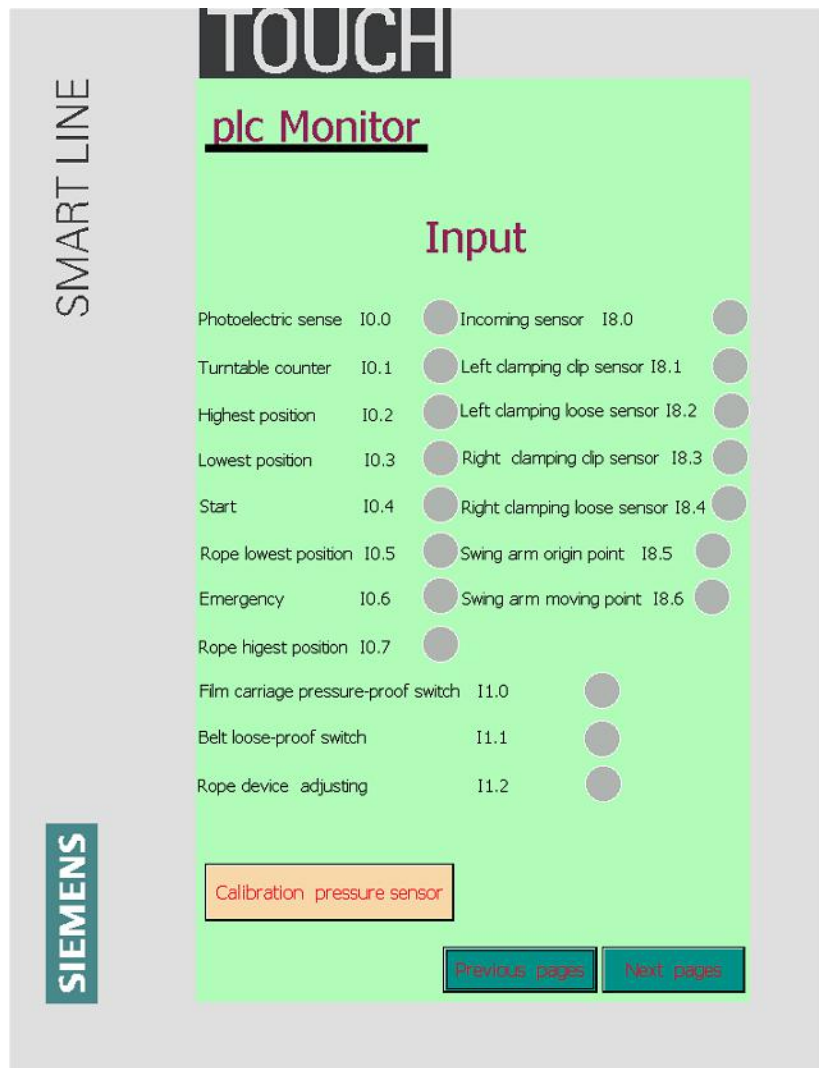 TOUCH
SMART LINE
plc Monitor
Input
Photoelectric sense I0.0 Incoming sensor I8.0
Turntable counter I0.1 Left clamping clip sensor I8.1
Highest position I0.2 Left clamping loose sensor I8.2
Lowest position I0.3 Right clamping clip sensor I8.3
Start I0.4 Right clamping loose sensor I8.4
Rope lowest position I0.5 Swing arm origin point I8.5
Emergency I0.6 Swing arm moving point I8.6
Rope higest position I0.7
Film carriage pressure-proof switch I1.0
Belt loose-proof switch I1.1
Rope device adjusting I1.2
Calibration pressure sensor
Previous pages Next pages
SIEMENS